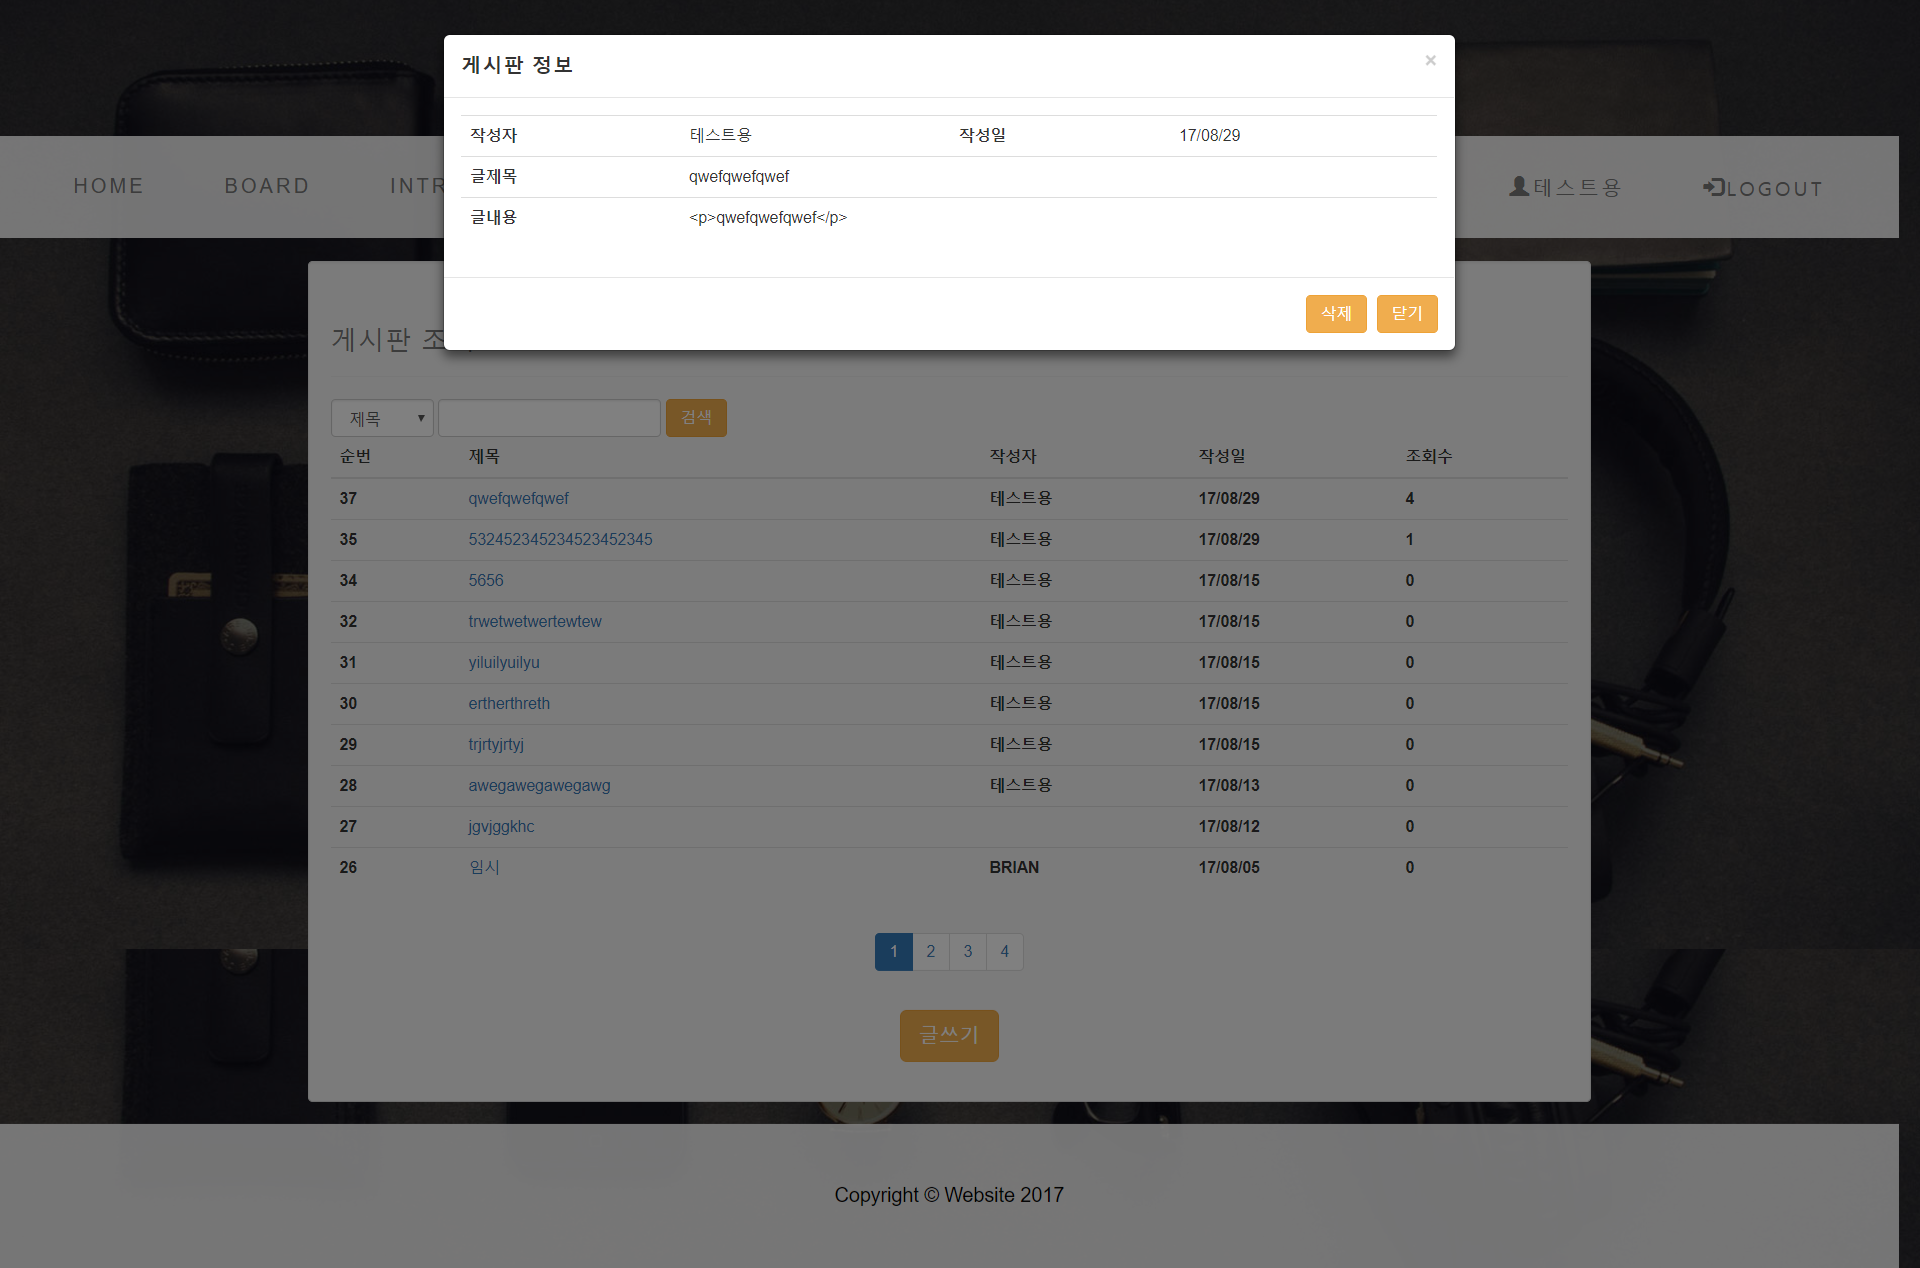 게시판 정보 ×
작성자 테스트용 작성일 17/08/29
글제목 qwefqwefqwef
글내용 <p>qwefqwefqwef</p>
삭제 닫기
HOME BOARD INTR 테스트용 LOGOUT
게시판 조
제목 검색
순번 제목 작성자 작성일 조회수
37 qwefqwefqwef 테스트용 17/08/29 4
35 532452345234523452345 테스트용 17/08/29 1
34 5656 테스트용 17/08/15 0
32 trwetwetwertewtew 테스트용 17/08/15 0
31 yiluilyuilyu 테스트용 17/08/15 0
30 ertherthreth 테스트용 17/08/15 0
29 trjrtyjrtyj 테스트용 17/08/15 0
28 awegawegawegawg 테스트용 17/08/13 0
27 jgvjggkhc 17/08/12 0
26 임시 BRIAN 17/08/05 0
1 2 3 4
글쓰기
Copyright © Website 2017